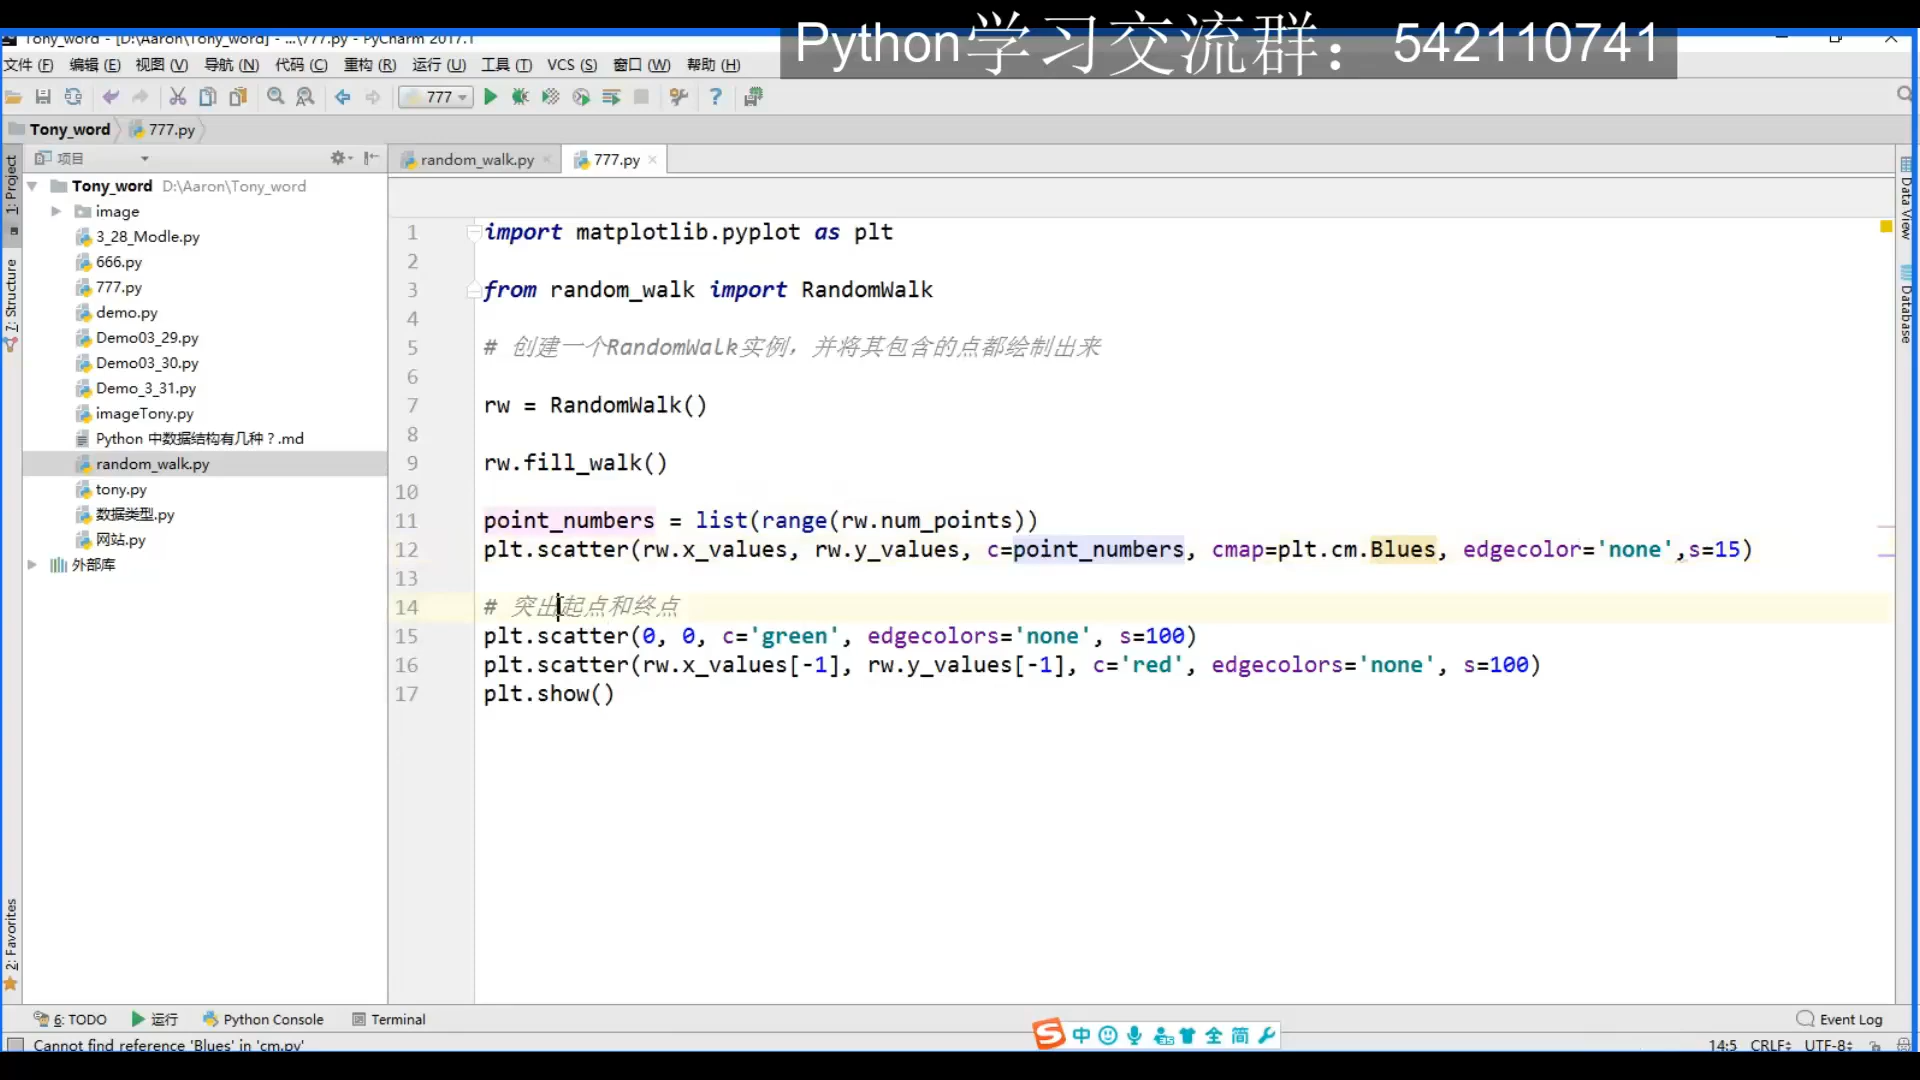 Python学习交流群： 542110741
Tony_word - [D:\Aaron\Tony_word] - ...\777.py - PyCharm 2017.1
文件 (F) 编辑 (E) 视图 (V) 导航 (N) 代码 (C) 重构 (R) 运行 (U) 工具 (T) VCS (S) 窗口 (W) 帮助 (H)
777
Tony_word 777.py
项目
random_walk.py 777.py
1: Project
7: Structure
2: Favorites
Tony_word D:\Aaron\Tony_word
image
3_28_Modle.py
666.py
777.py
demo.py
Demo03_29.py
Demo03_30.py
Demo_3_31.py
imageTony.py
Python 中数据结构有几种？.md
random_walk.py
tony.py
数据类型.py
网站.py
外部库
1 import matplotlib.pyplot as plt
2
3 from random_walk import RandomWalk
4
5 # 创建一个RandomWalk实例，并将其包含的点都绘制出来
6
7 rw = RandomWalk()
8
9 rw.fill_walk()
10
11 point_numbers = list(range(rw.num_points))
12 plt.scatter(rw.x_values, rw.y_values, c=point_numbers, cmap=plt.cm.Blues, edgecolor='none',s=15)
13
14 # 突出起点和终点
15 plt.scatter(0, 0, c='green', edgecolors='none', s=100)
16 plt.scatter(rw.x_values[-1], rw.y_values[-1], c='red', edgecolors='none', s=100)
17 plt.show()
Data View
Database
6: TODO 运行 Python Console Terminal
中 全 简
Event Log
Cannot find reference 'Blues' in 'cm.py'
14:5 CRLF UTF-8